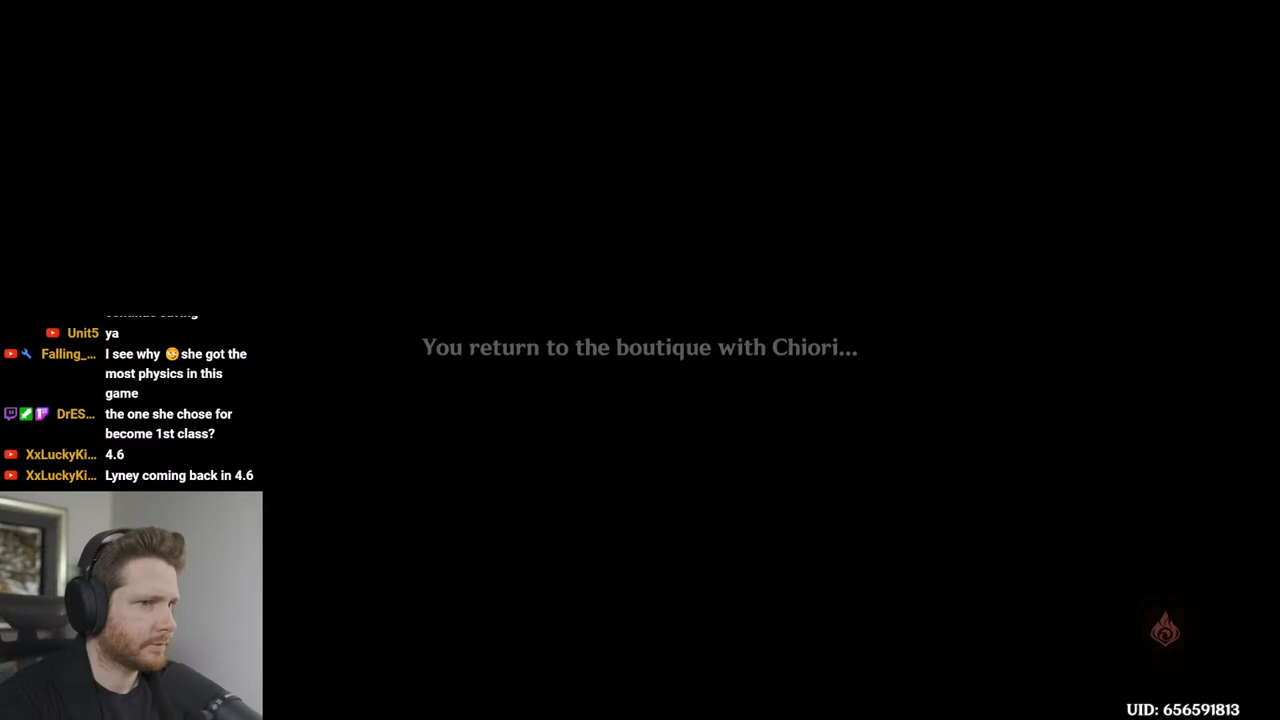 Unit5 ya
Falling_... I see why 😏she got the
most physics in this
game
DrES... the one she chose for
become 1st class?
XxLuckyKi... 4.6
XxLuckyKi... Lyney coming back in 4.6
You return to the boutique with Chiori...
UID: 656591813